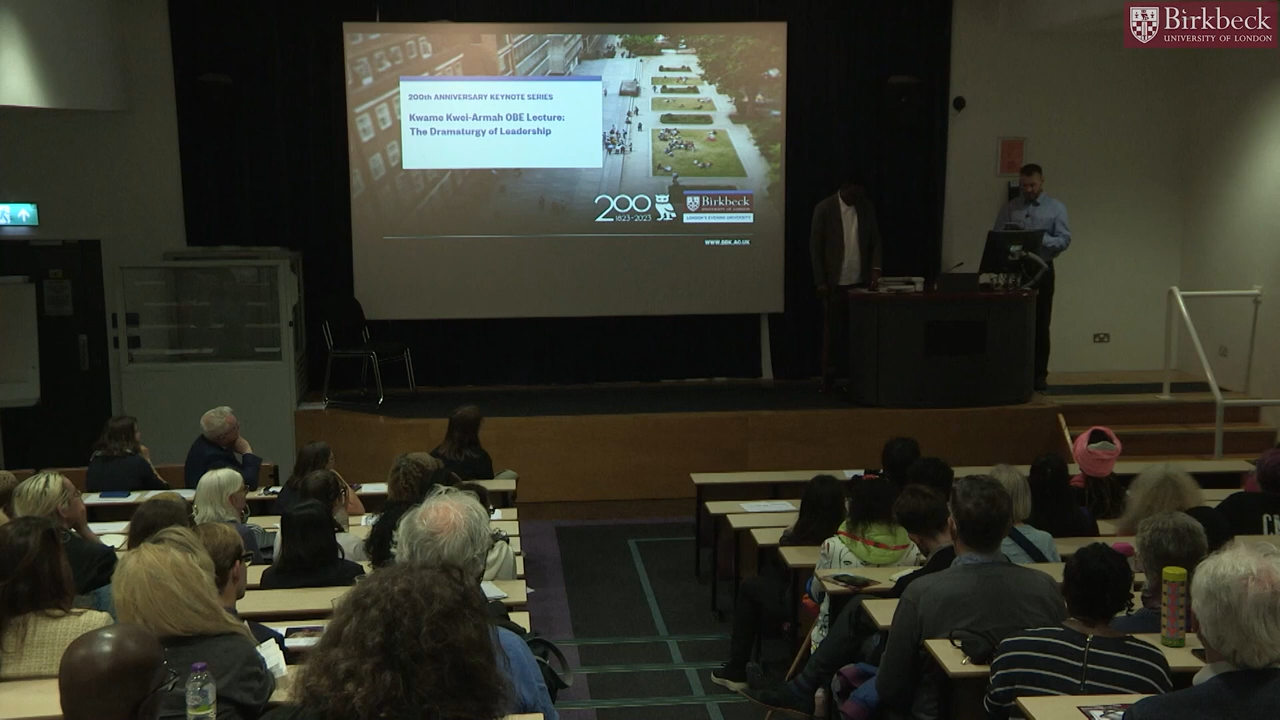 Birkbeck
UNIVERSITY OF LONDON
200th ANNIVERSARY KEYNOTE SERIES
Kwame Kwei-Armah OBE Lecture:
The Dramaturgy of Leadership
200
1823-2023
Birkbeck
UNIVERSITY OF LONDON
LONDON'S EVENING UNIVERSITY
WWW.BBK.AC.UK